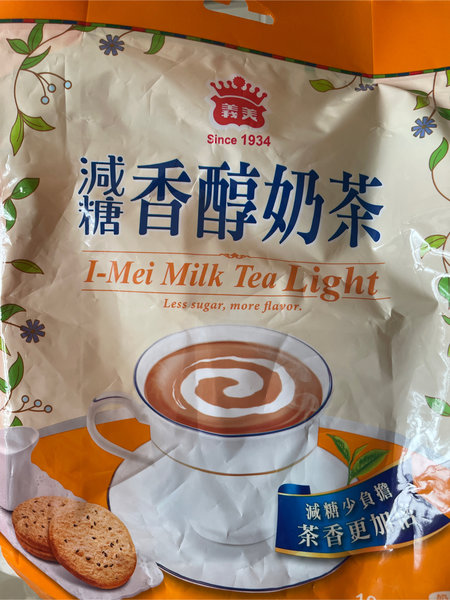 義美
Since 1934
減糖
香醇奶茶
I-Mei Milk Tea Light
Less sugar, more flavor.
減糖少負擔
茶香更加